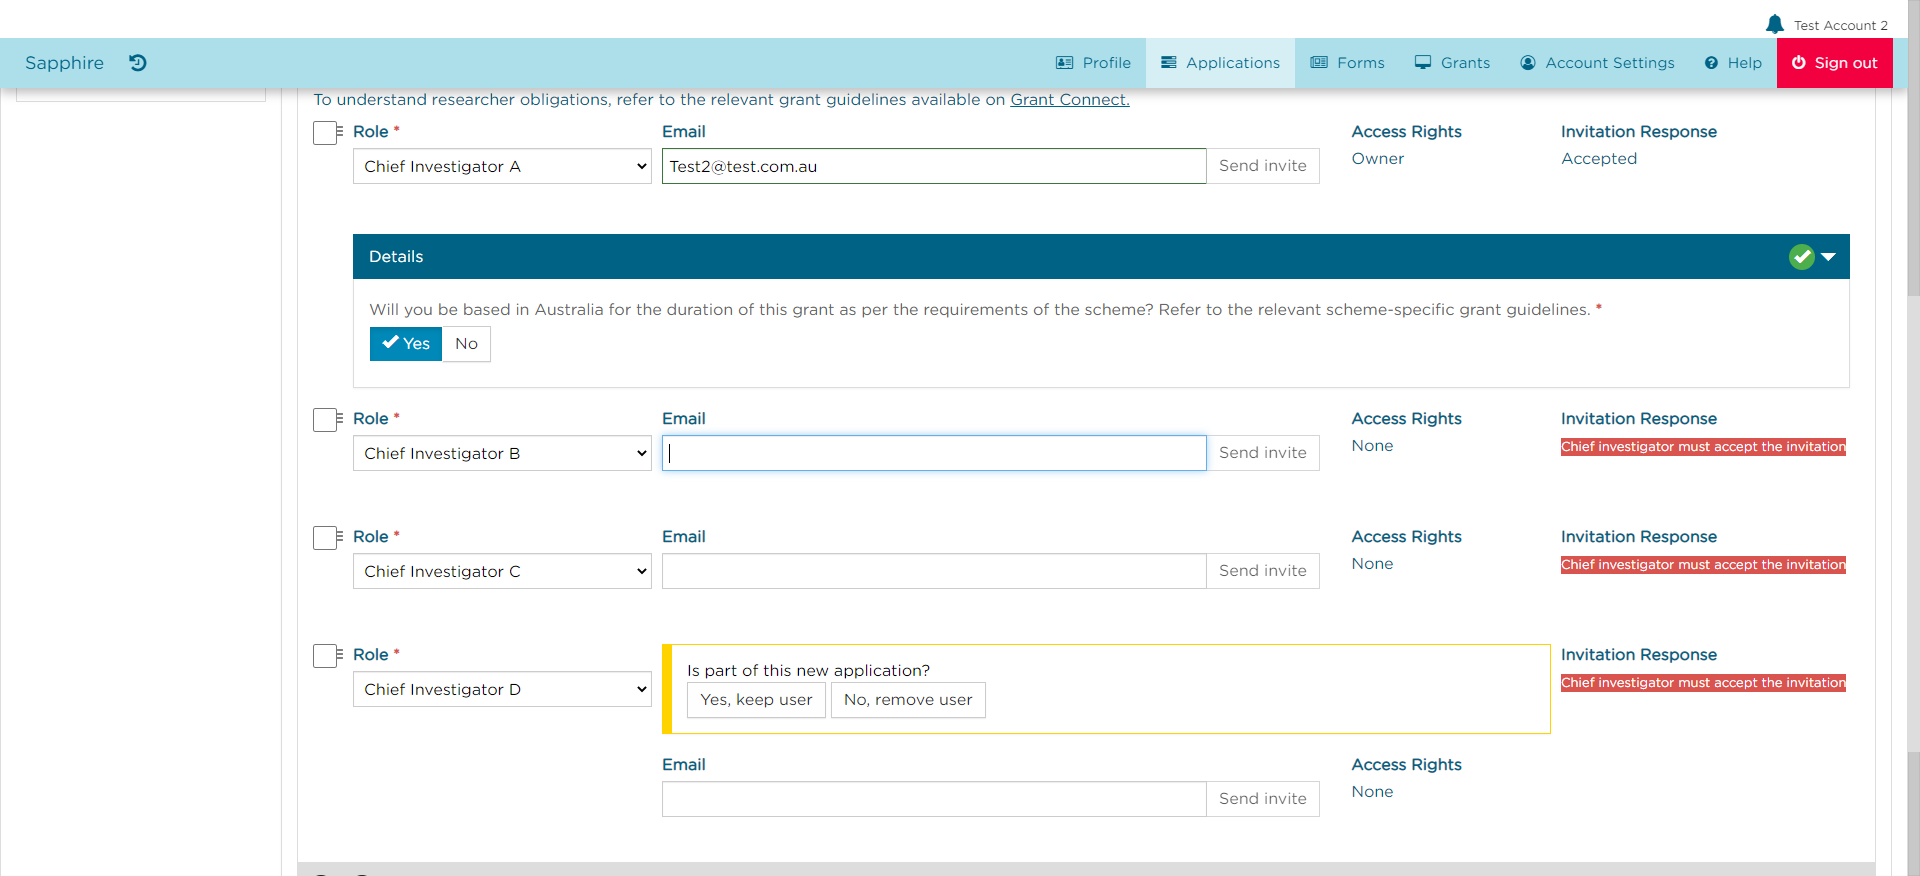 Test Account 2
Sapphire
Profile
Applications
Forms
Grants
Account Settings
Help
Sign out
To understand researcher obligations, refer to the relevant grant guidelines available on Grant Connect.
Role *
Email
Access Rights
Invitation Response
Chief Investigator A
Test2@test.com.au
Send invite
Owner
Accepted
Details
Will you be based in Australia for the duration of this grant as per the requirements of the scheme? Refer to the relevant scheme-specific grant guidelines. *
Yes
No
Role *
Email
Access Rights
Invitation Response
Chief Investigator B
Send invite
None
Chief investigator must accept the invitation
Role *
Email
Access Rights
Invitation Response
Chief Investigator C
Send invite
None
Chief investigator must accept the invitation
Role *
Chief Investigator D
Is part of this new application?
Yes, keep user
No, remove user
Invitation Response
Chief investigator must accept the invitation
Email
Access Rights
Send invite
None